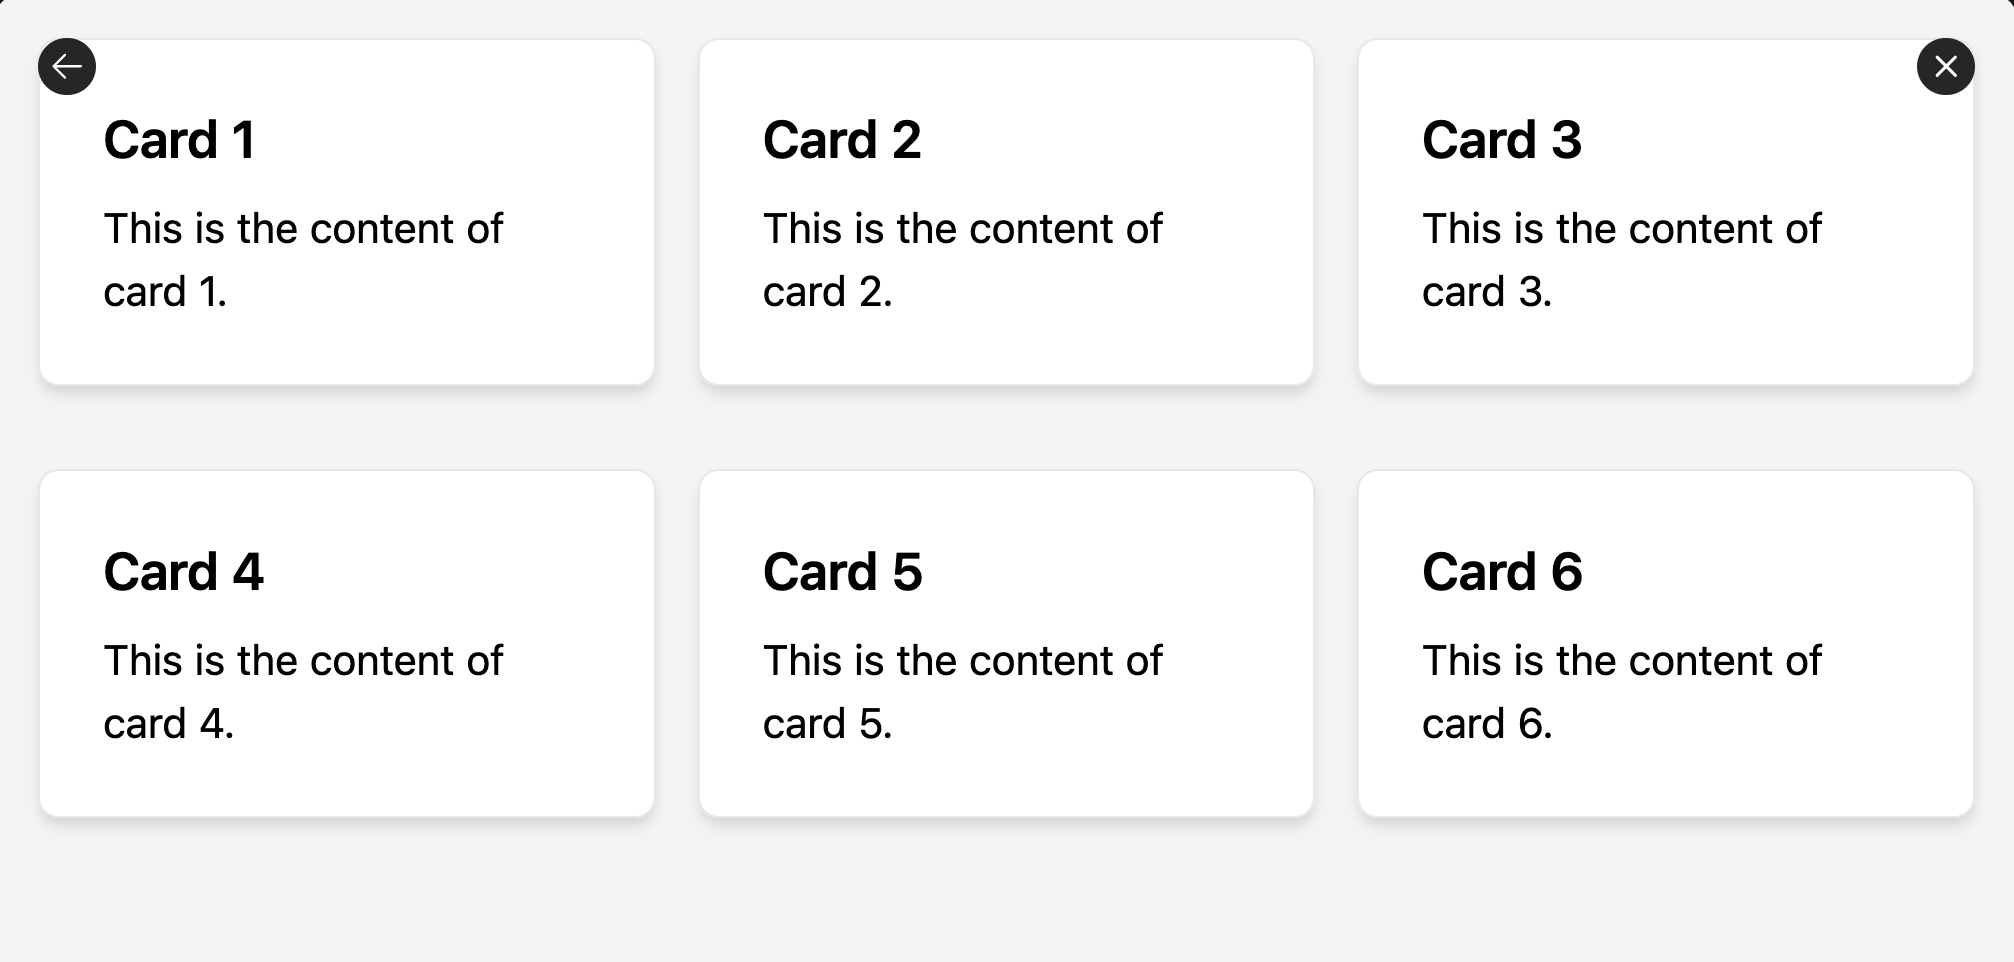 Card 1
This is the content of
card 1.
Card 2
This is the content of
card 2.
Card 3
This is the content of
card 3.
Card 4
This is the content of
card 4.
Card 5
This is the content of
card 5.
Card 6
This is the content of
card 6.